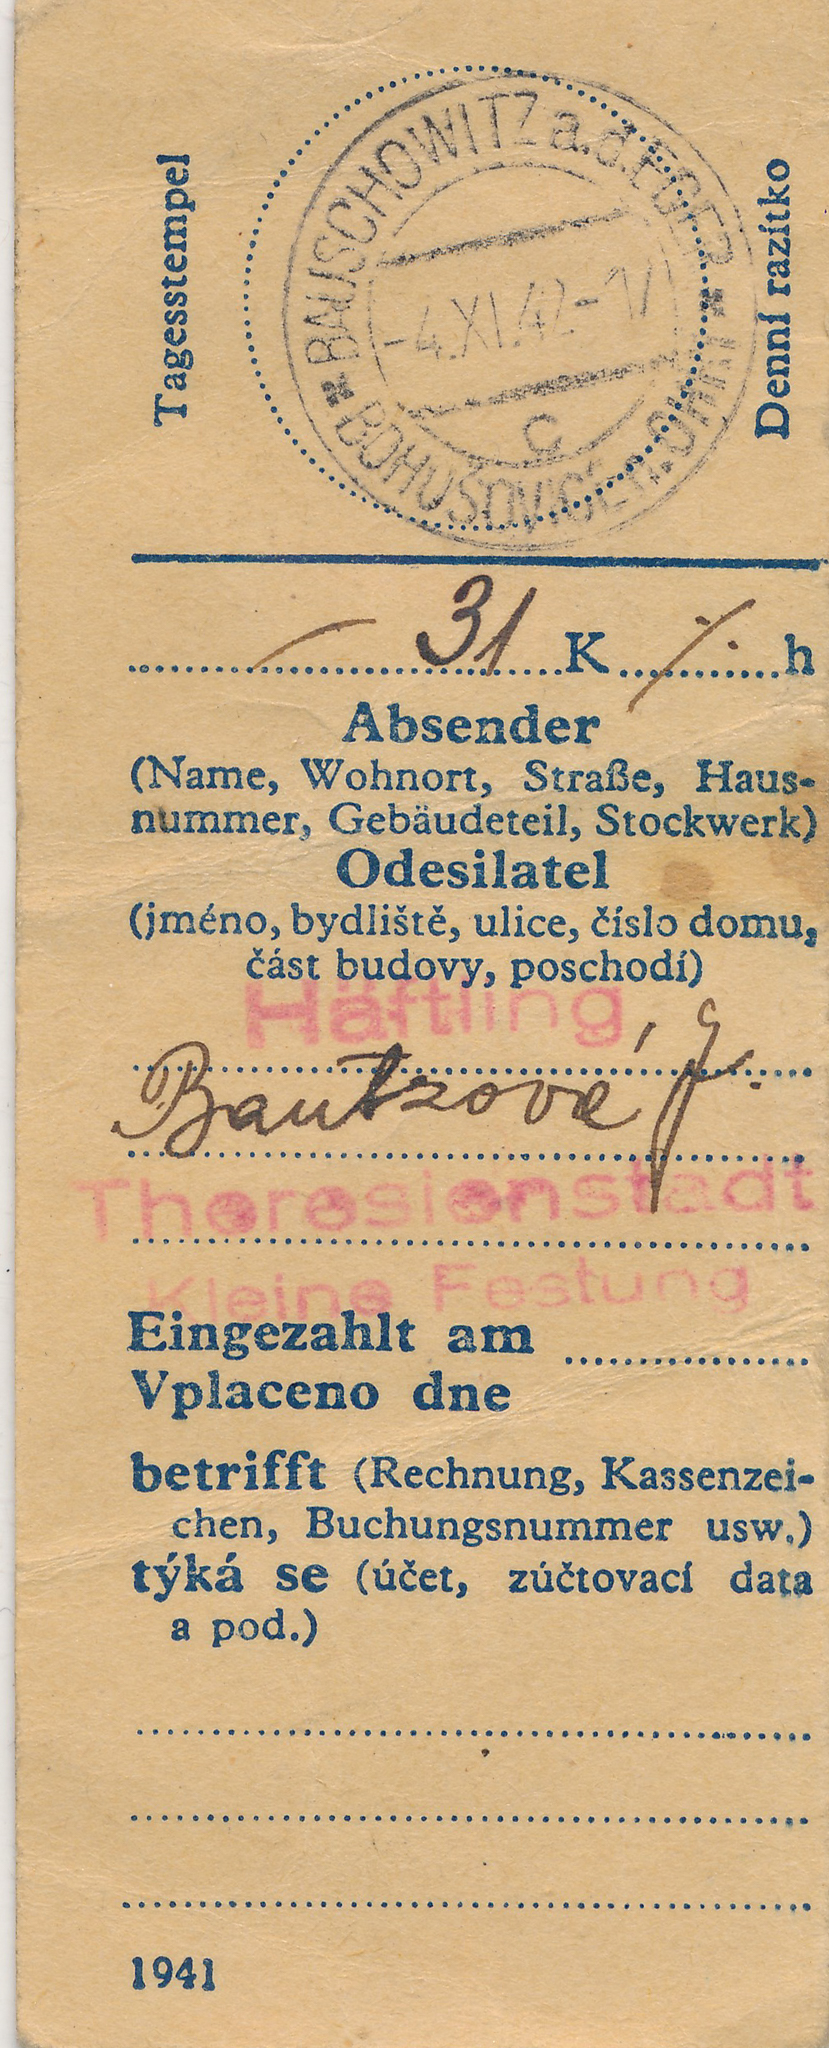 Tagesstempel
Denní razítko
BAUSCHOWITZ a.d. EGER
-4.XI.42-17
C
BOHUŠOVICE n. OHŘÍ
31 K h
Absender
(Name, Wohnort, Straße, Haus-
nummer, Gebäudeteil, Stockwerk)
Odesilatel
(jméno, bydliště, ulice, číslo domu,
část budovy, poschodí)
Häftling
Bautzová, J.
Theresienstadt
Kleine Festung
Eingezahlt am
Vplaceno dne
betrifft (Rechnung, Kassenzei-
chen, Buchungsnummer usw.)
týká se (účet, zúčtovací data
a pod.)
1941